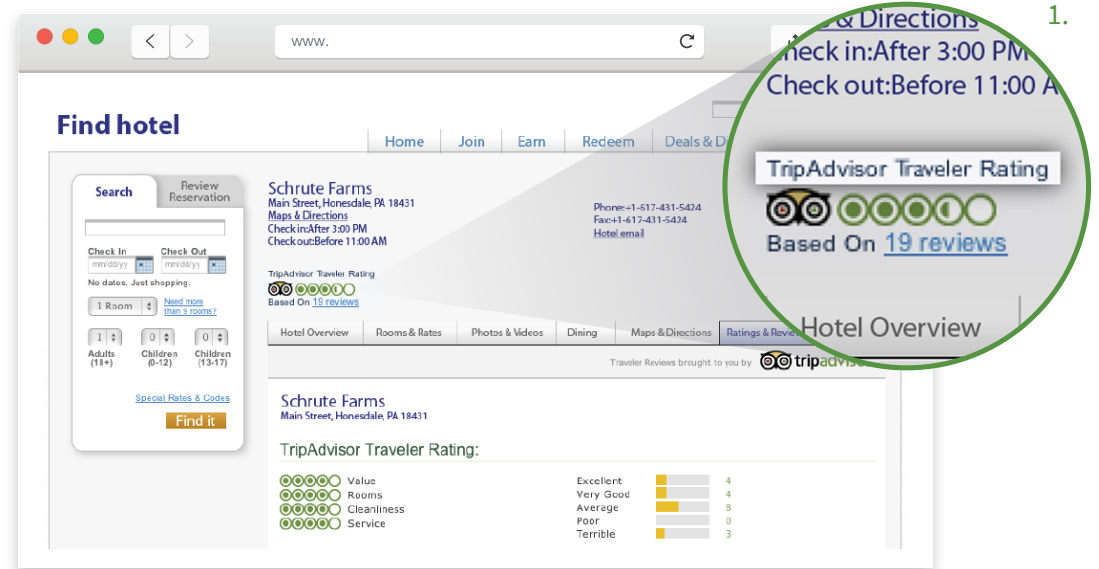 1.
www.
Find hotel
Home Join Earn Redeem Deals & D
Search
Review
Reservation
Check In Check Out
mm/dd/yy mm/dd/yy
No dates. Just shopping.
1 Room
Need more
than 9 rooms?
1 0 0
Adults Children Children
(18+) (0-12) (13-17)
Special Rates & Codes
Find it
Schrute Farms
Main Street, Honesdale, PA 18431
Maps & Directions
Check in:After 3:00 PM
Check out:Before 11:00 AM
Phone:+1-617-431-5424
Fax:+1-617-431-5424
Hotel email
TripAdvisor Traveler Rating
Based On 19 reviews
Hotel Overview Rooms & Rates Photos & Videos Dining Maps & Directions Ratings & Review
Traveler Reviews brought to you by tripadvis
Schrute Farms
Main Street, Honesdale, PA 18431
TripAdvisor Traveler Rating:
Value
Rooms
Cleanliness
Service
Excellent 4
Very Good 4
Average 8
Poor 0
Terrible 3
s & Directions
heck in:After 3:00 PM
Check out:Before 11:00 A
TripAdvisor Traveler Rating
Based On 19 reviews
Hotel Overview